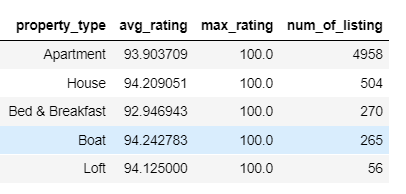 property_type avg_rating max_rating num_of_listing
Apartment 93.903709 100.0 4958
House 94.209051 100.0 504
Bed & Breakfast 92.946943 100.0 270
Boat 94.242783 100.0 265
Loft 94.125000 100.0 56